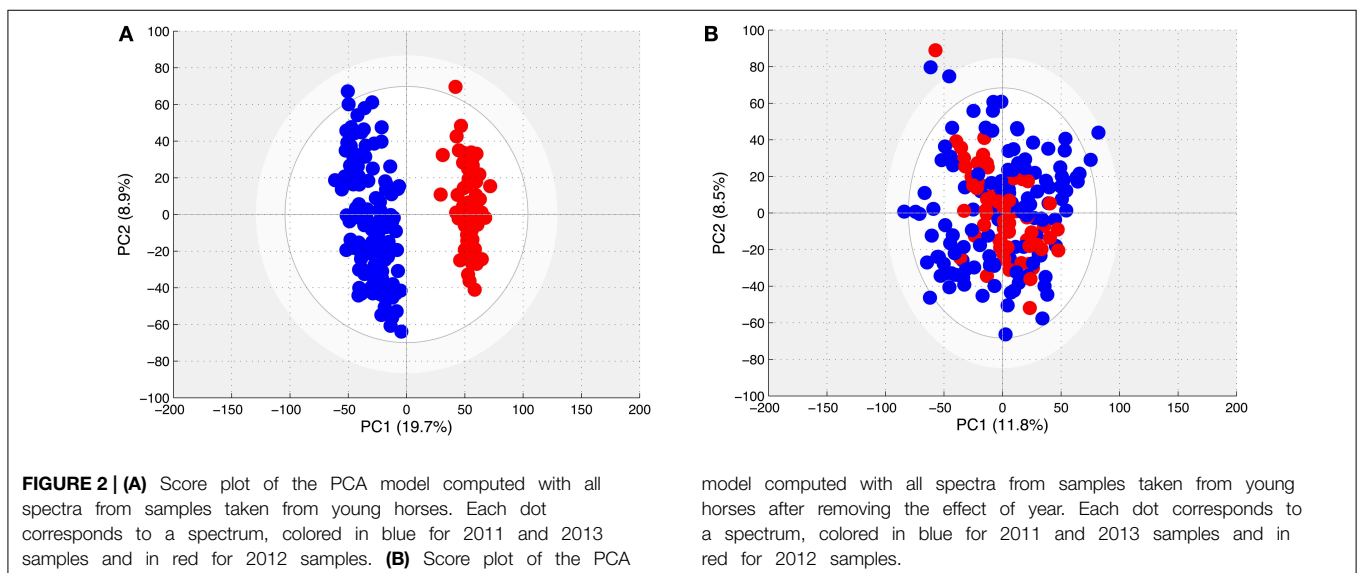 A
100
80
60
40
20
0
−20
−40
−60
−80
−100
−200 −150 −100 −50 0 50 100 150 200
PC2 (8.9%)
PC1 (19.7%)
B
100
80
60
40
20
0
−20
−40
−60
−80
−100
−200 −150 −100 −50 0 50 100 150 200
PC2 (8.5%)
PC1 (11.8%)
FIGURE 2 | (A) Score plot of the PCA model computed with all
spectra from samples taken from young horses. Each dot
corresponds to a spectrum, colored in blue for 2011 and 2013
samples and in red for 2012 samples. (B) Score plot of the PCA
model computed with all spectra from samples taken from young
horses after removing the effect of year. Each dot corresponds to
a spectrum, colored in blue for 2011 and 2013 samples and in
red for 2012 samples.